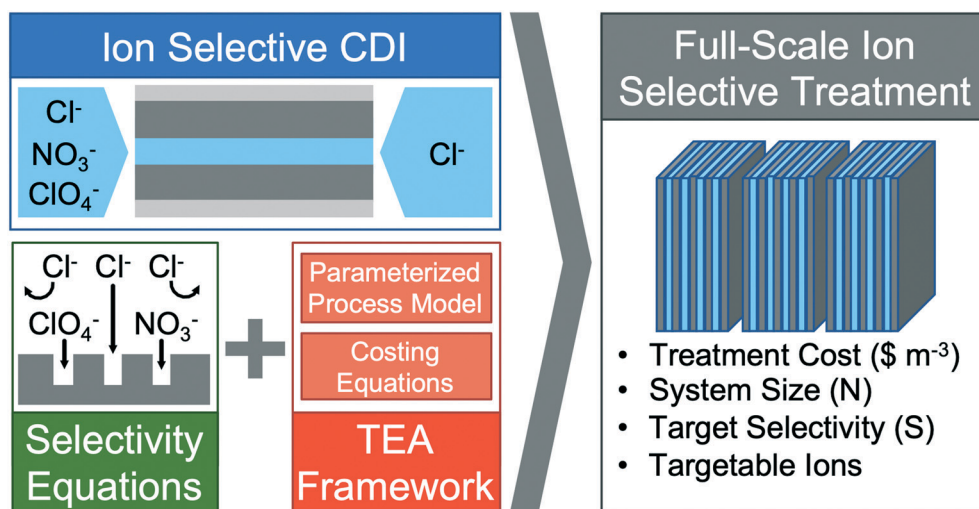 Ion Selective CDI
Cl⁻
NO₃⁻
ClO₄⁻
Cl⁻
Cl⁻ Cl⁻ Cl⁻
ClO₄⁻ NO₃⁻
Selectivity
Equations
Parameterized
Process Model
Costing
Equations
TEA
Framework
Full-Scale Ion
Selective Treatment
• Treatment Cost ($ m⁻³)
• System Size (N)
• Target Selectivity (S)
• Targetable Ions